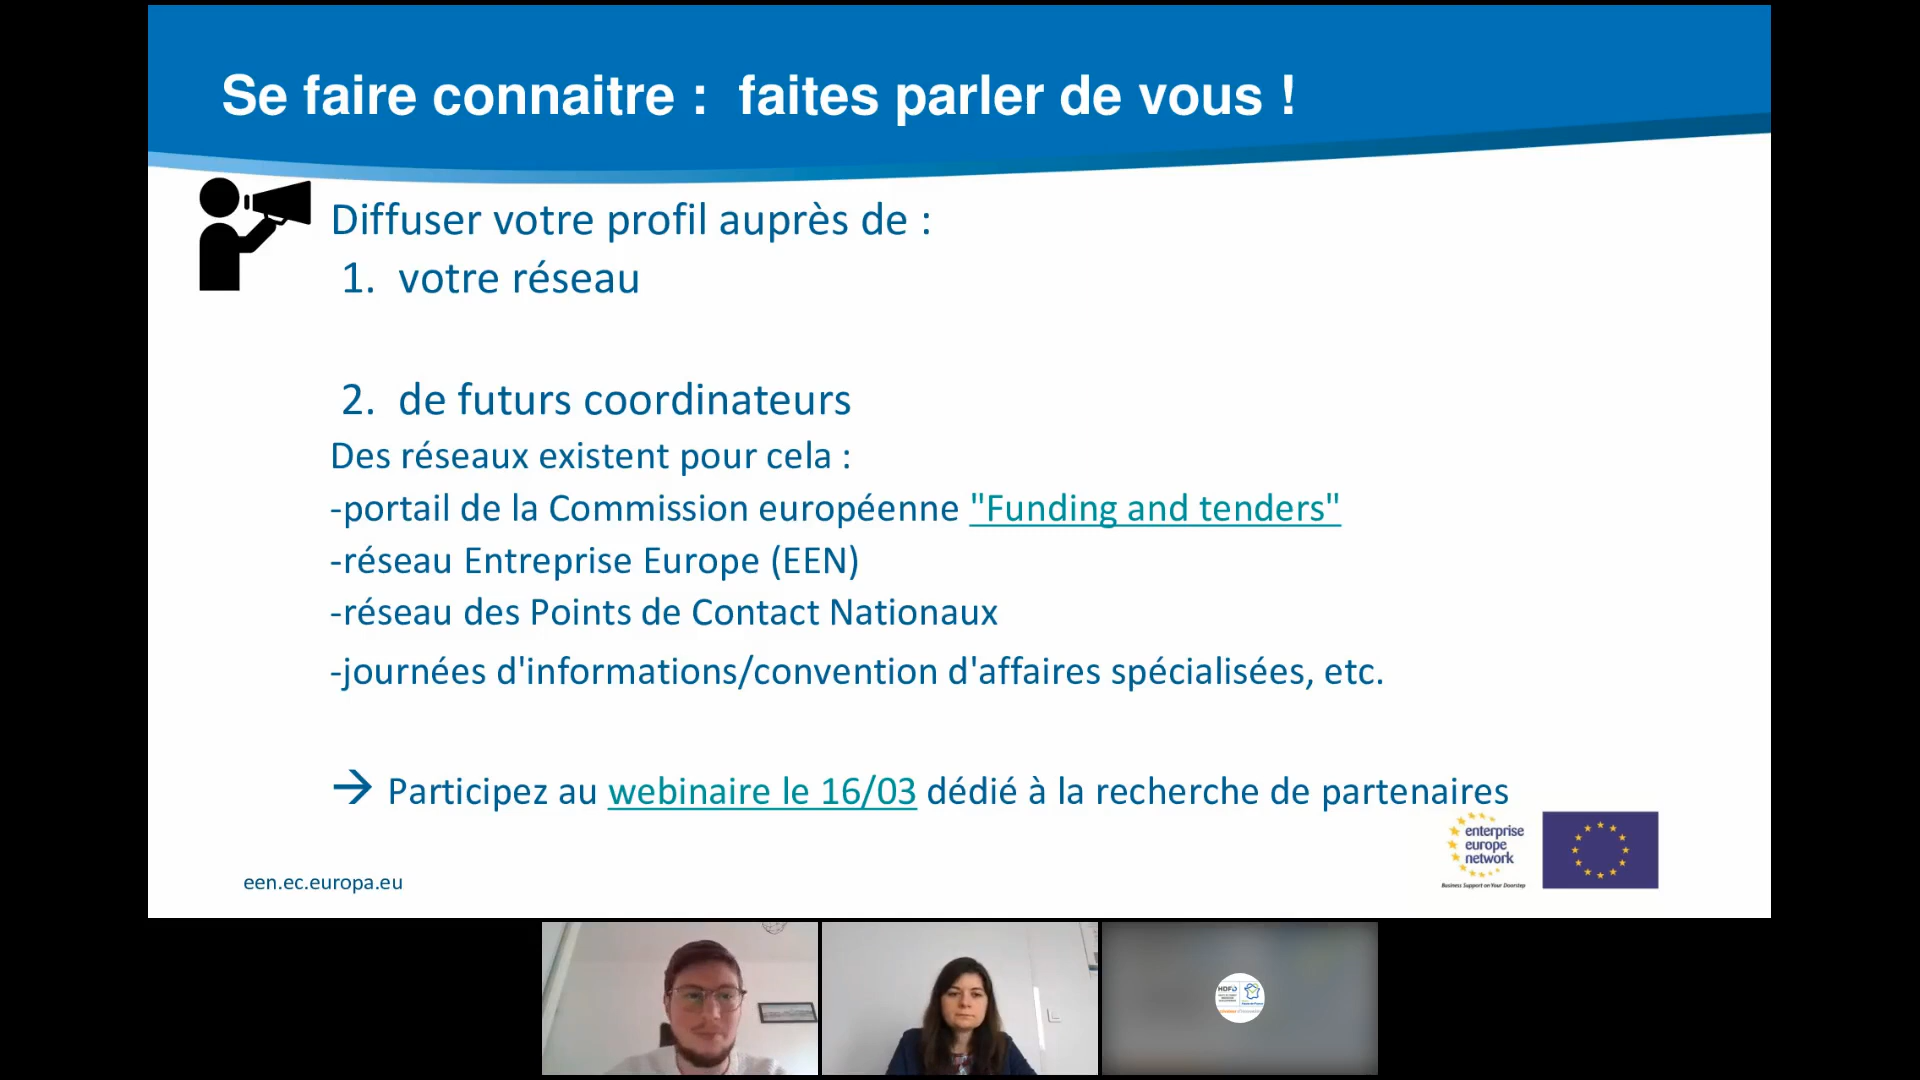 Se faire connaitre :  faites parler de vous !
Diffuser votre profil auprès de :
1. votre réseau
2. de futurs coordinateurs
Des réseaux existent pour cela :
-portail de la Commission européenne "Funding and tenders"
-réseau Entreprise Europe (EEN)
-réseau des Points de Contact Nationaux
-journées d'informations/convention d'affaires spécialisées, etc.
→ Participez au webinaire le 16/03 dédié à la recherche de partenaires
enterprise
europe
network
Business Support on Your Doorstep
een.ec.europa.eu
HDF